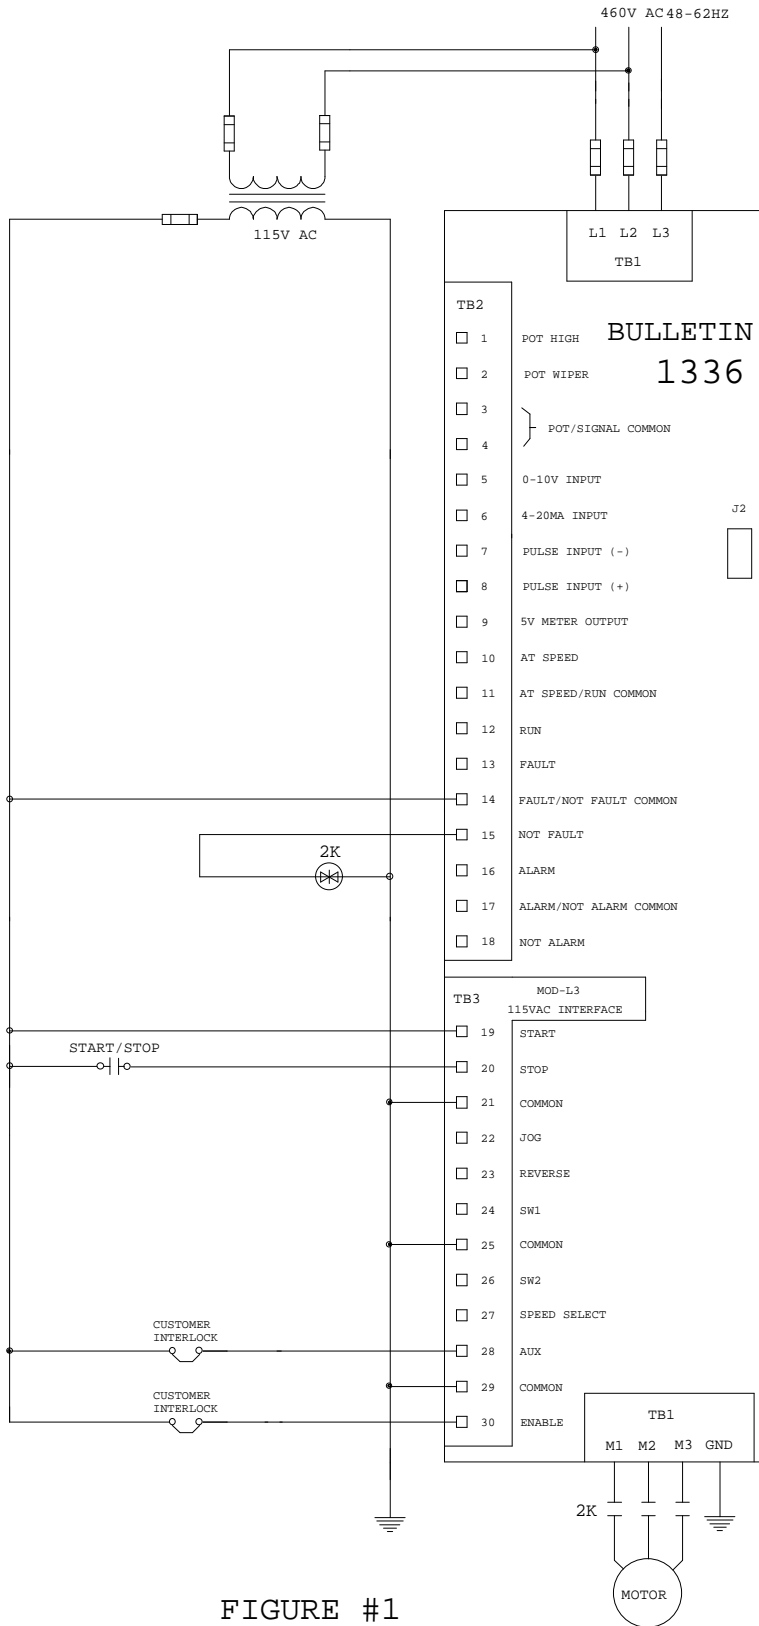 460V AC 48-62HZ
115V AC
L1 L2 L3
TB1
TB2
BULLETIN
1336
1 POT HIGH
2 POT WIPER
3
POT/SIGNAL COMMON
4
5 0-10V INPUT
6 4-20MA INPUT
J2
7 PULSE INPUT (-)
8 PULSE INPUT (+)
9 5V METER OUTPUT
10 AT SPEED
11 AT SPEED/RUN COMMON
12 RUN
13 FAULT
14 FAULT/NOT FAULT COMMON
15 NOT FAULT
2K
16 ALARM
17 ALARM/NOT ALARM COMMON
18 NOT ALARM
TB3
MOD-L3
115VAC INTERFACE
19 START
START/STOP
20 STOP
21 COMMON
22 JOG
23 REVERSE
24 SW1
25 COMMON
26 SW2
27 SPEED SELECT
CUSTOMER
INTERLOCK
28 AUX
29 COMMON
CUSTOMER
INTERLOCK
30 ENABLE
TB1
M1 M2 M3 GND
2K
MOTOR
FIGURE #1